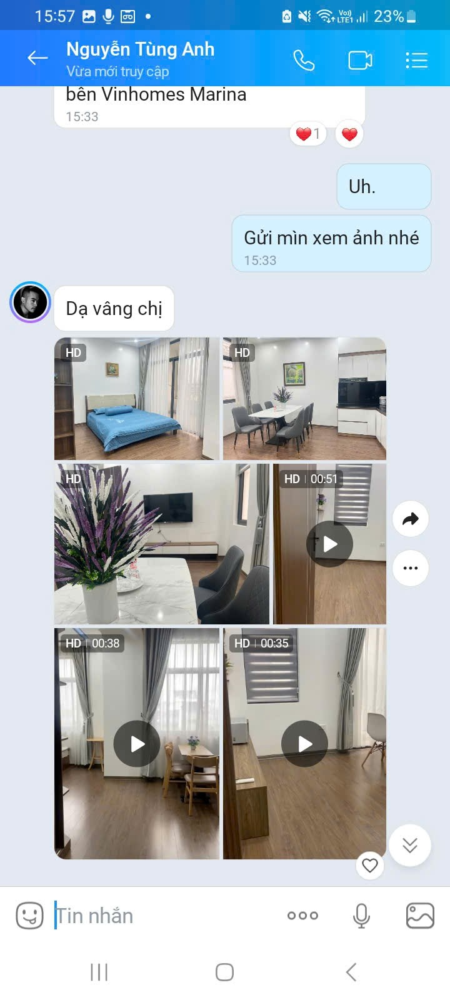 15:57
Vo))
LTE1
23%
Nguyễn Tùng Anh
Vừa mới truy cập
bên Vinhomes Marina
15:33
1
Uh.
Gửi mìn xem ảnh nhé
15:33
Dạ vâng chị
HD
HD
HD
HD 00:51
HD 00:38
HD 00:35
Tin nhắn